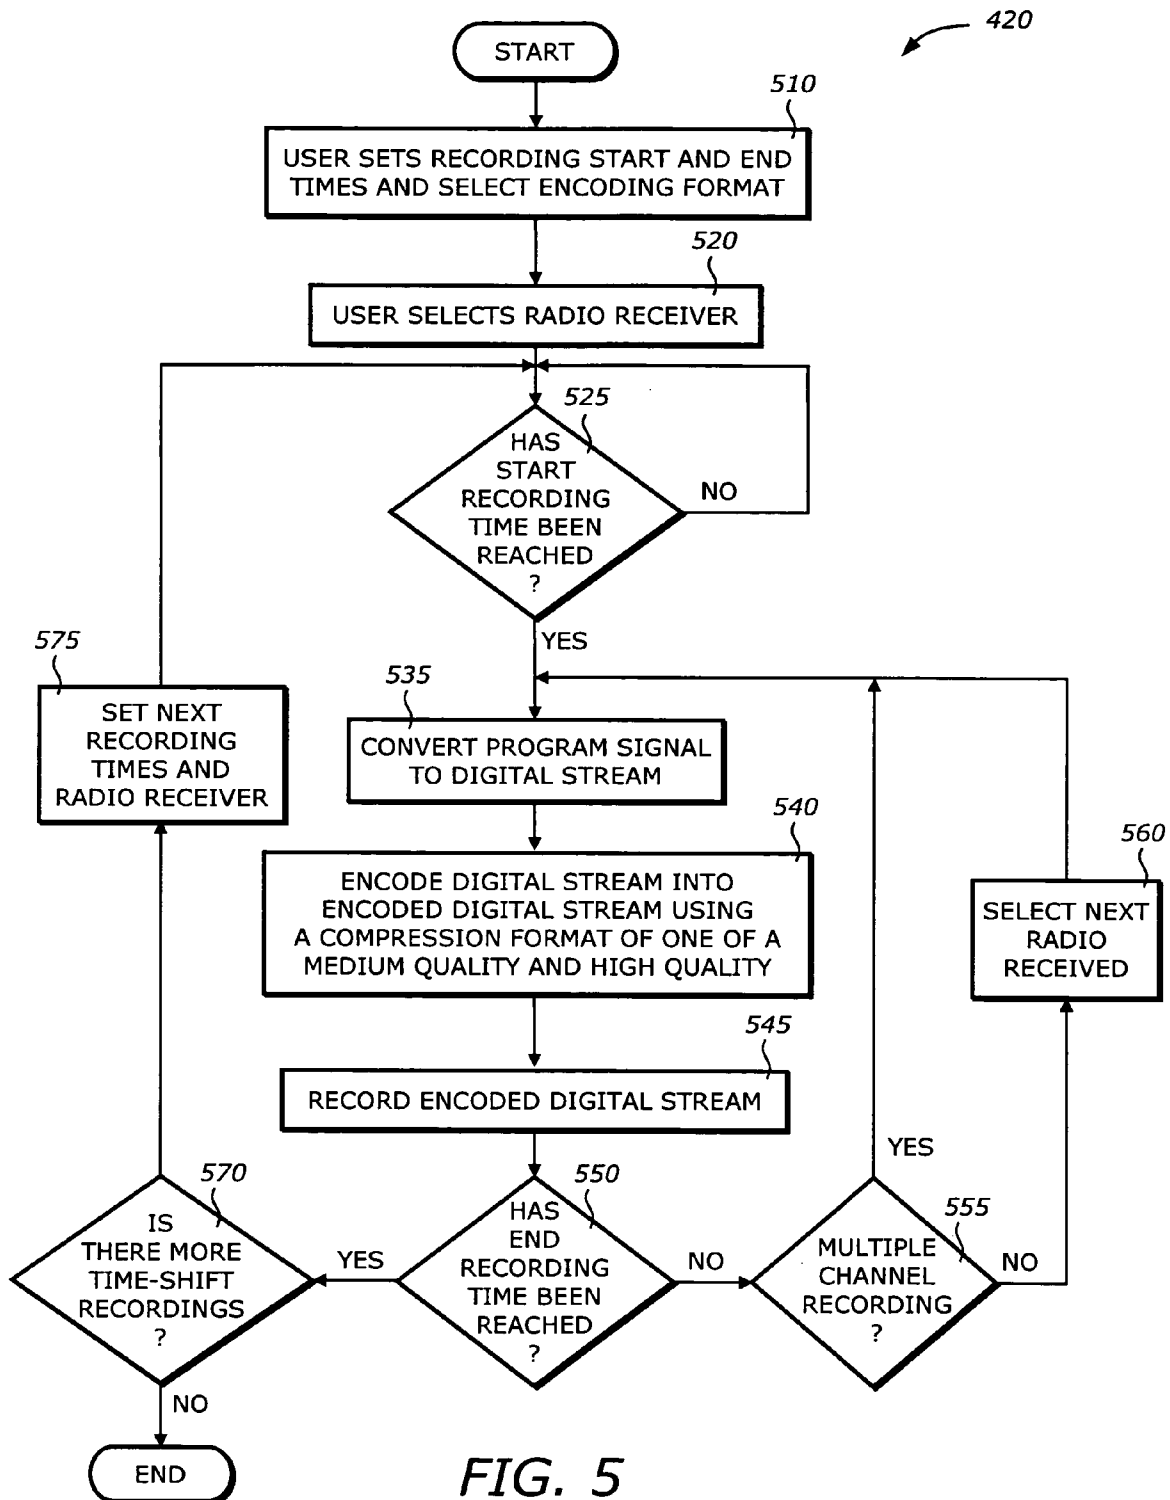 420
START
510
USER SETS RECORDING START AND END
TIMES AND SELECT ENCODING FORMAT
520
USER SELECTS RADIO RECEIVER
525
HAS
START
RECORDING
TIME BEEN
REACHED
?
NO
YES
575
SET NEXT
RECORDING
TIMES AND
RADIO RECEIVER
535
CONVERT PROGRAM SIGNAL
TO DIGITAL STREAM
540
ENCODE DIGITAL STREAM INTO
ENCODED DIGITAL STREAM USING
A COMPRESSION FORMAT OF ONE OF A
MEDIUM QUALITY AND HIGH QUALITY
560
SELECT NEXT
RADIO
RECEIVED
545
RECORD ENCODED DIGITAL STREAM
570
IS
THERE MORE
TIME-SHIFT
RECORDINGS
?
YES
550
HAS
END
RECORDING
TIME BEEN
REACHED
?
NO
YES
555
MULTIPLE
CHANNEL
RECORDING
?
NO
NO
END
FIG. 5